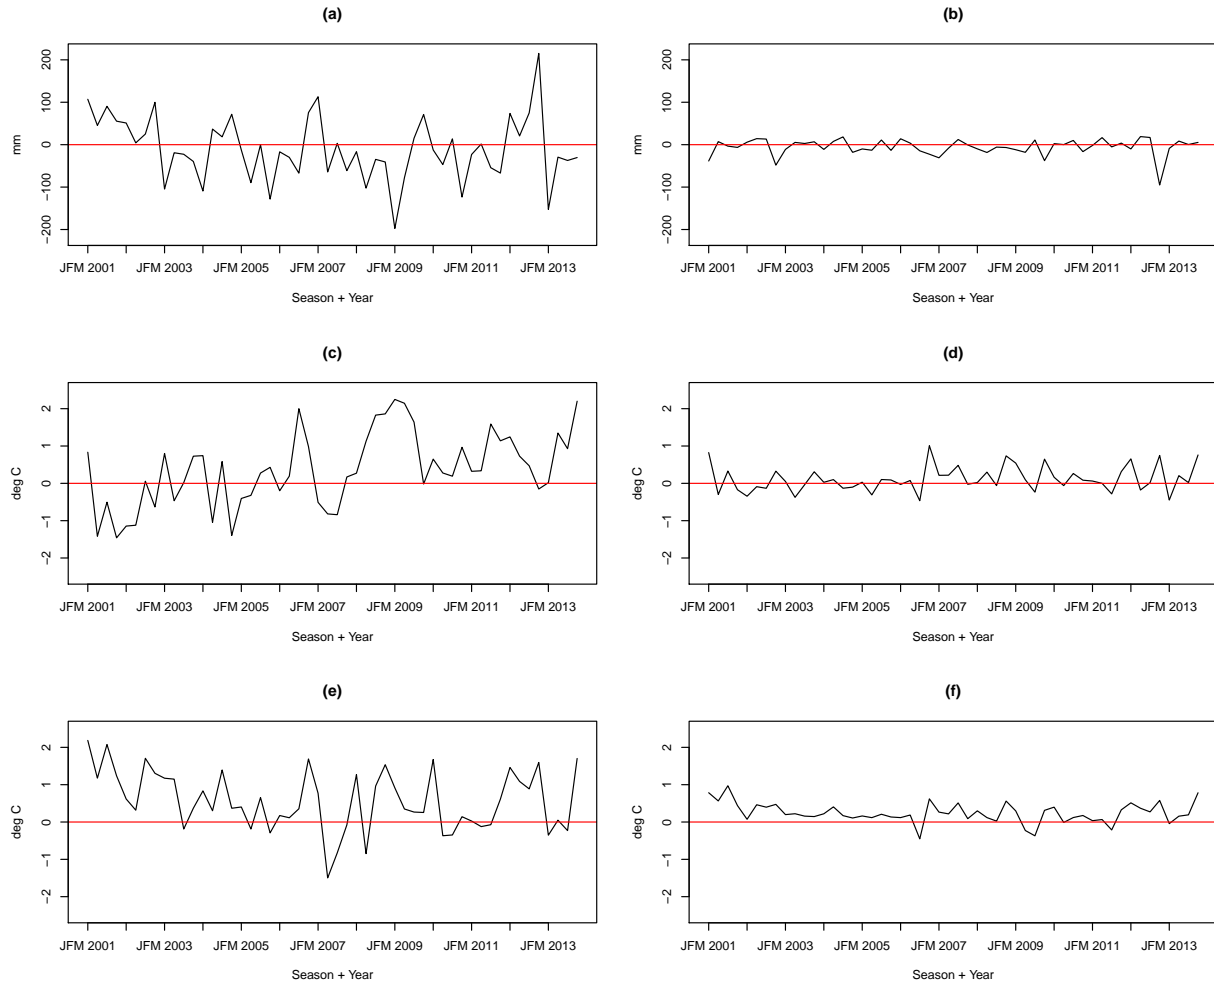 (a)
mm
200
100
0
−100
−200
JFM 2001 JFM 2003 JFM 2005 JFM 2007 JFM 2009 JFM 2011 JFM 2013
Season + Year
(b)
mm
200
100
0
−100
−200
JFM 2001 JFM 2003 JFM 2005 JFM 2007 JFM 2009 JFM 2011 JFM 2013
Season + Year
(c)
deg C
2
1
0
−1
−2
JFM 2001 JFM 2003 JFM 2005 JFM 2007 JFM 2009 JFM 2011 JFM 2013
Season + Year
(d)
deg C
2
1
0
−1
−2
JFM 2001 JFM 2003 JFM 2005 JFM 2007 JFM 2009 JFM 2011 JFM 2013
Season + Year
(e)
deg C
2
1
0
−1
−2
JFM 2001 JFM 2003 JFM 2005 JFM 2007 JFM 2009 JFM 2011 JFM 2013
Season + Year
(f)
deg C
2
1
0
−1
−2
JFM 2001 JFM 2003 JFM 2005 JFM 2007 JFM 2009 JFM 2011 JFM 2013
Season + Year